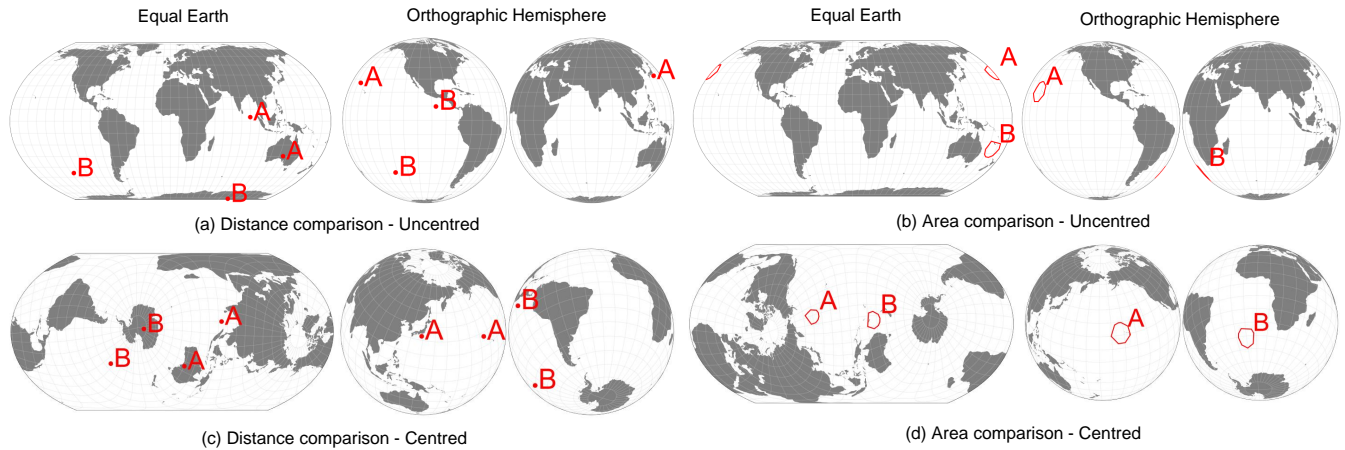 Equal Earth
Orthographic Hemisphere
Equal Earth
Orthographic Hemisphere
A
A
B
B
A
A
B
B
(a) Distance comparison - Uncentred
A
B
A
B
(b) Area comparison - Uncentred
A
B
B
A
A
A
B
B
(c) Distance comparison - Centred
A
B
A
B
(d) Area comparison - Centred